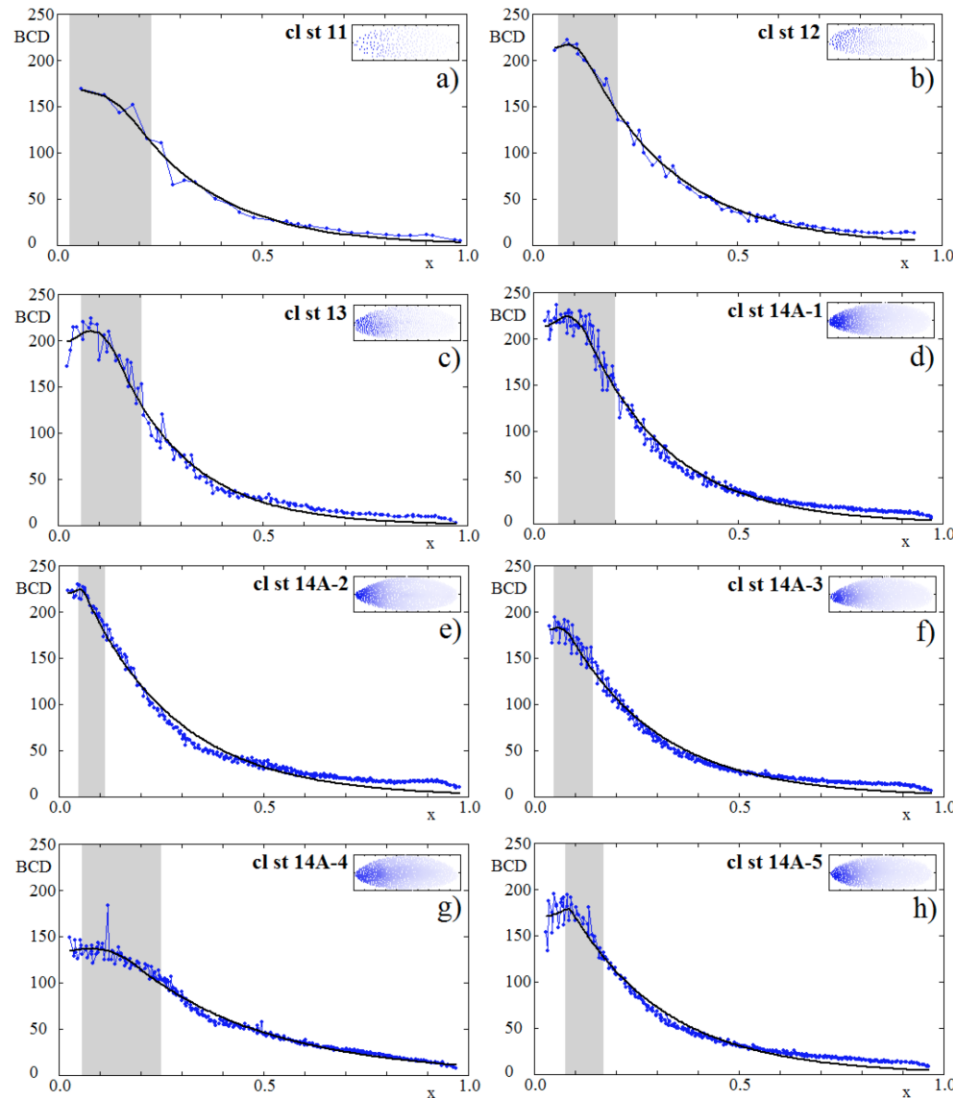 250
BCD
200
150
100
50
0
0.0
0.5
1.0
x
cl st 11
a)
250
BCD
200
150
100
50
0
0.0
0.5
1.0
x
cl st 12
b)
250
BCD
200
150
100
50
0
0.0
0.5
1.0
x
cl st 13
c)
250
BCD
200
150
100
50
0
0.0
0.5
1.0
x
cl st 14A-1
d)
250
BCD
200
150
100
50
0
0.0
0.5
1.0
x
cl st 14A-2
e)
250
BCD
200
150
100
50
0
0.0
0.5
1.0
x
cl st 14A-3
f)
250
BCD
200
150
100
50
0
0.0
0.5
1.0
x
cl st 14A-4
g)
250
BCD
200
150
100
50
0
0.0
0.5
1.0
x
cl st 14A-5
h)